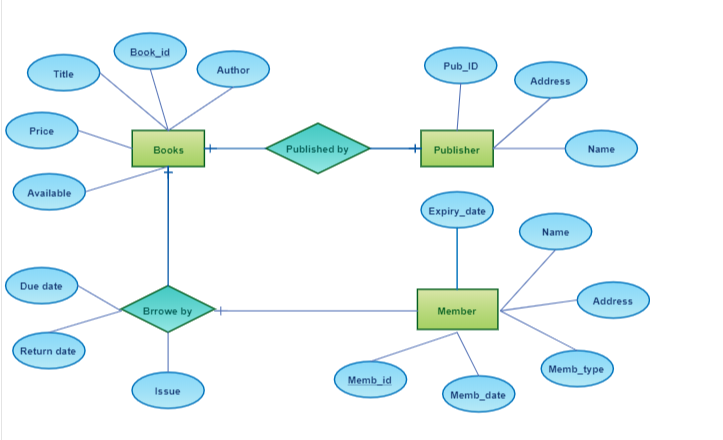 Book_id
Title
Author
Pub_ID
Address
Price
Books
Published by
Publisher
Name
Available
Expiry_date
Name
Due date
Address
Brrowe by
Member
Return date
Issue
Memb_id
Memb_date
Memb_type